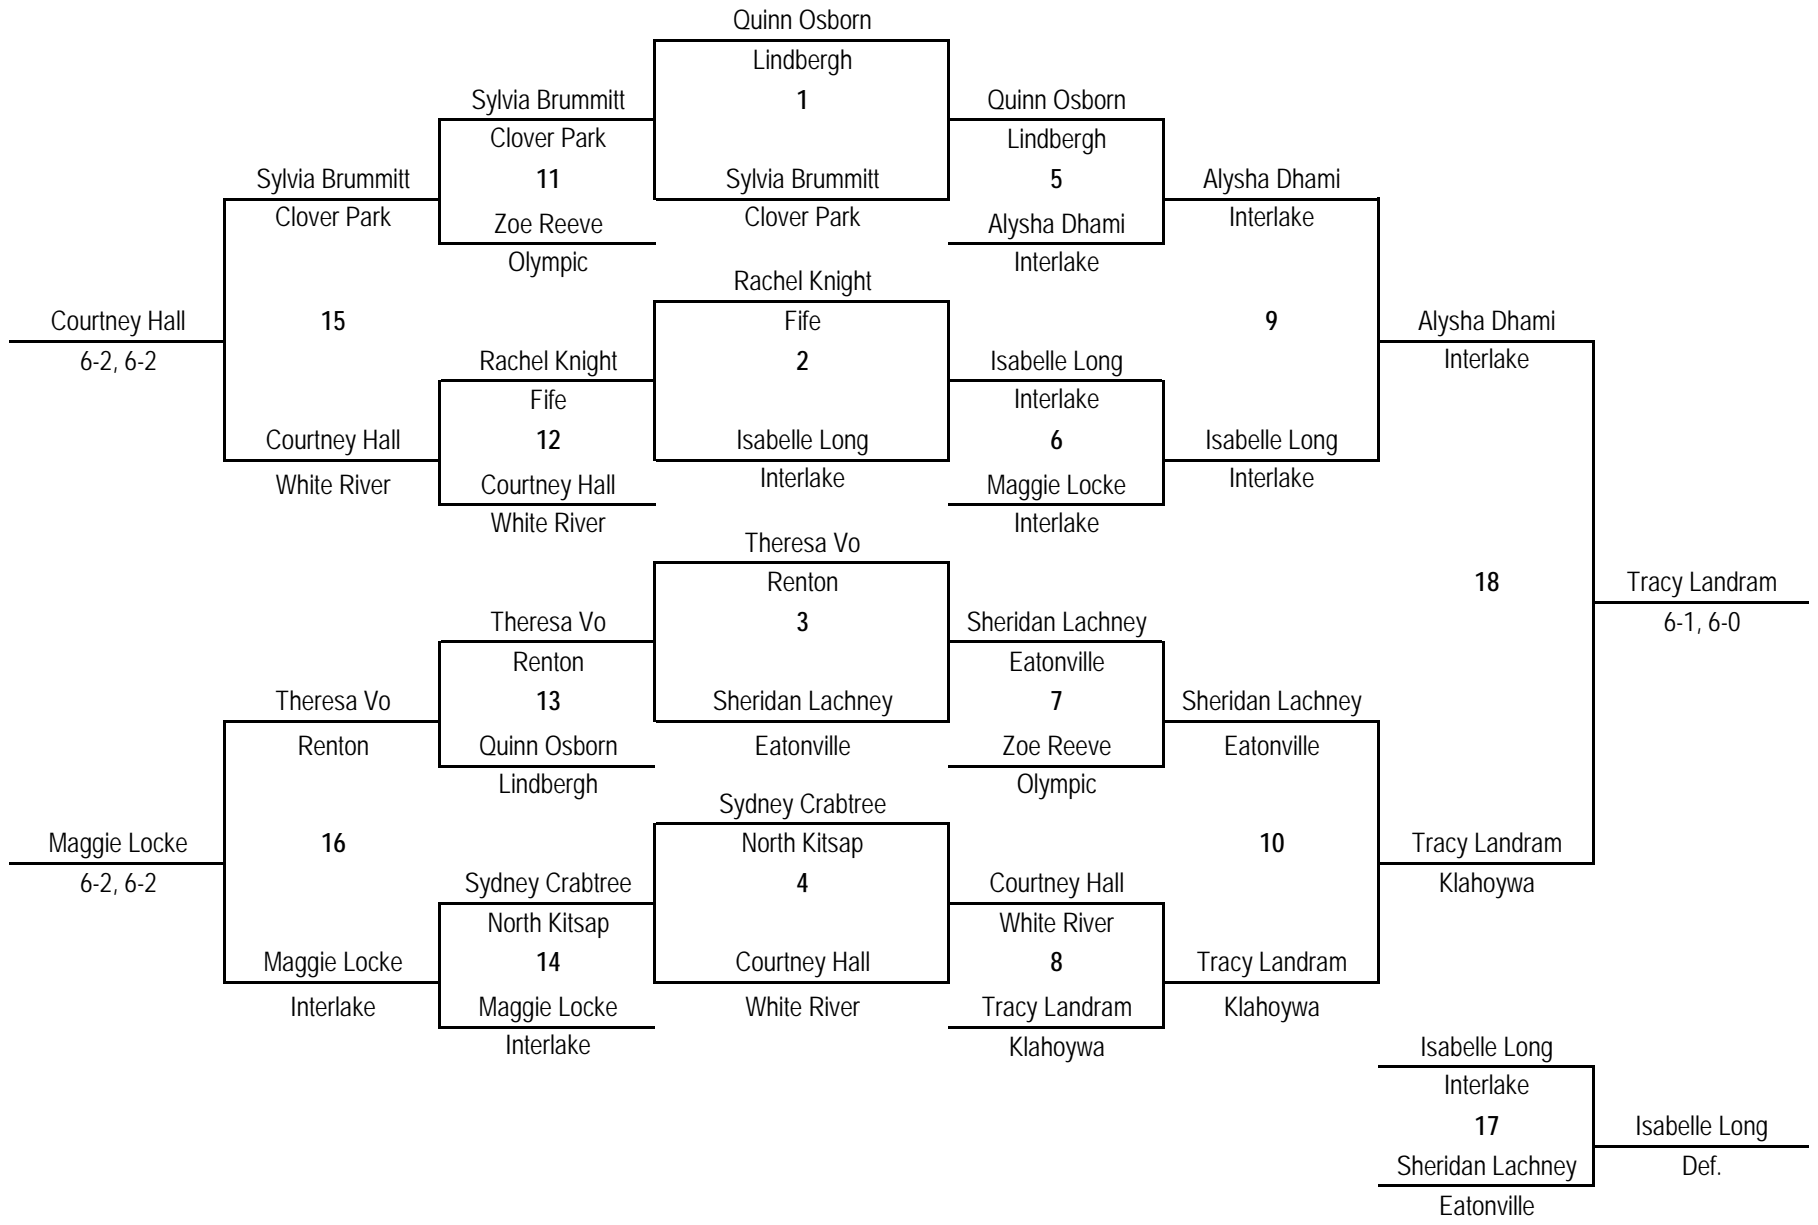 Quinn Osborn
Lindbergh
Sylvia Brummitt 1 Quinn Osborn
Clover Park Lindbergh
Sylvia Brummitt 11 Sylvia Brummitt 5 Alysha Dhami
Clover Park Zoe Reeve Clover Park Alysha Dhami Interlake
Olympic Interlake
Rachel Knight
Courtney Hall 15 Fife 9 Alysha Dhami
6-2, 6-2 Rachel Knight 2 Isabelle Long Interlake
Fife Interlake
Courtney Hall 12 Isabelle Long 6 Isabelle Long
White River Courtney Hall Interlake Maggie Locke Interlake
White River Interlake
Theresa Vo
Renton 18 Tracy Landram
Theresa Vo 3 Sheridan Lachney 6-1, 6-0
Renton Eatonville
Theresa Vo 13 Sheridan Lachney 7 Sheridan Lachney
Renton Quinn Osborn Eatonville Zoe Reeve Eatonville
Lindbergh Olympic
Sydney Crabtree
Maggie Locke 16 North Kitsap 10 Tracy Landram
6-2, 6-2 Sydney Crabtree 4 Courtney Hall Klahoywa
North Kitsap White River
Maggie Locke 14 Courtney Hall 8 Tracy Landram
Interlake Maggie Locke White River Tracy Landram Klahoywa
Interlake Klahoywa Isabelle Long
Interlake
17 Isabelle Long
Sheridan Lachney Def.
Eatonville